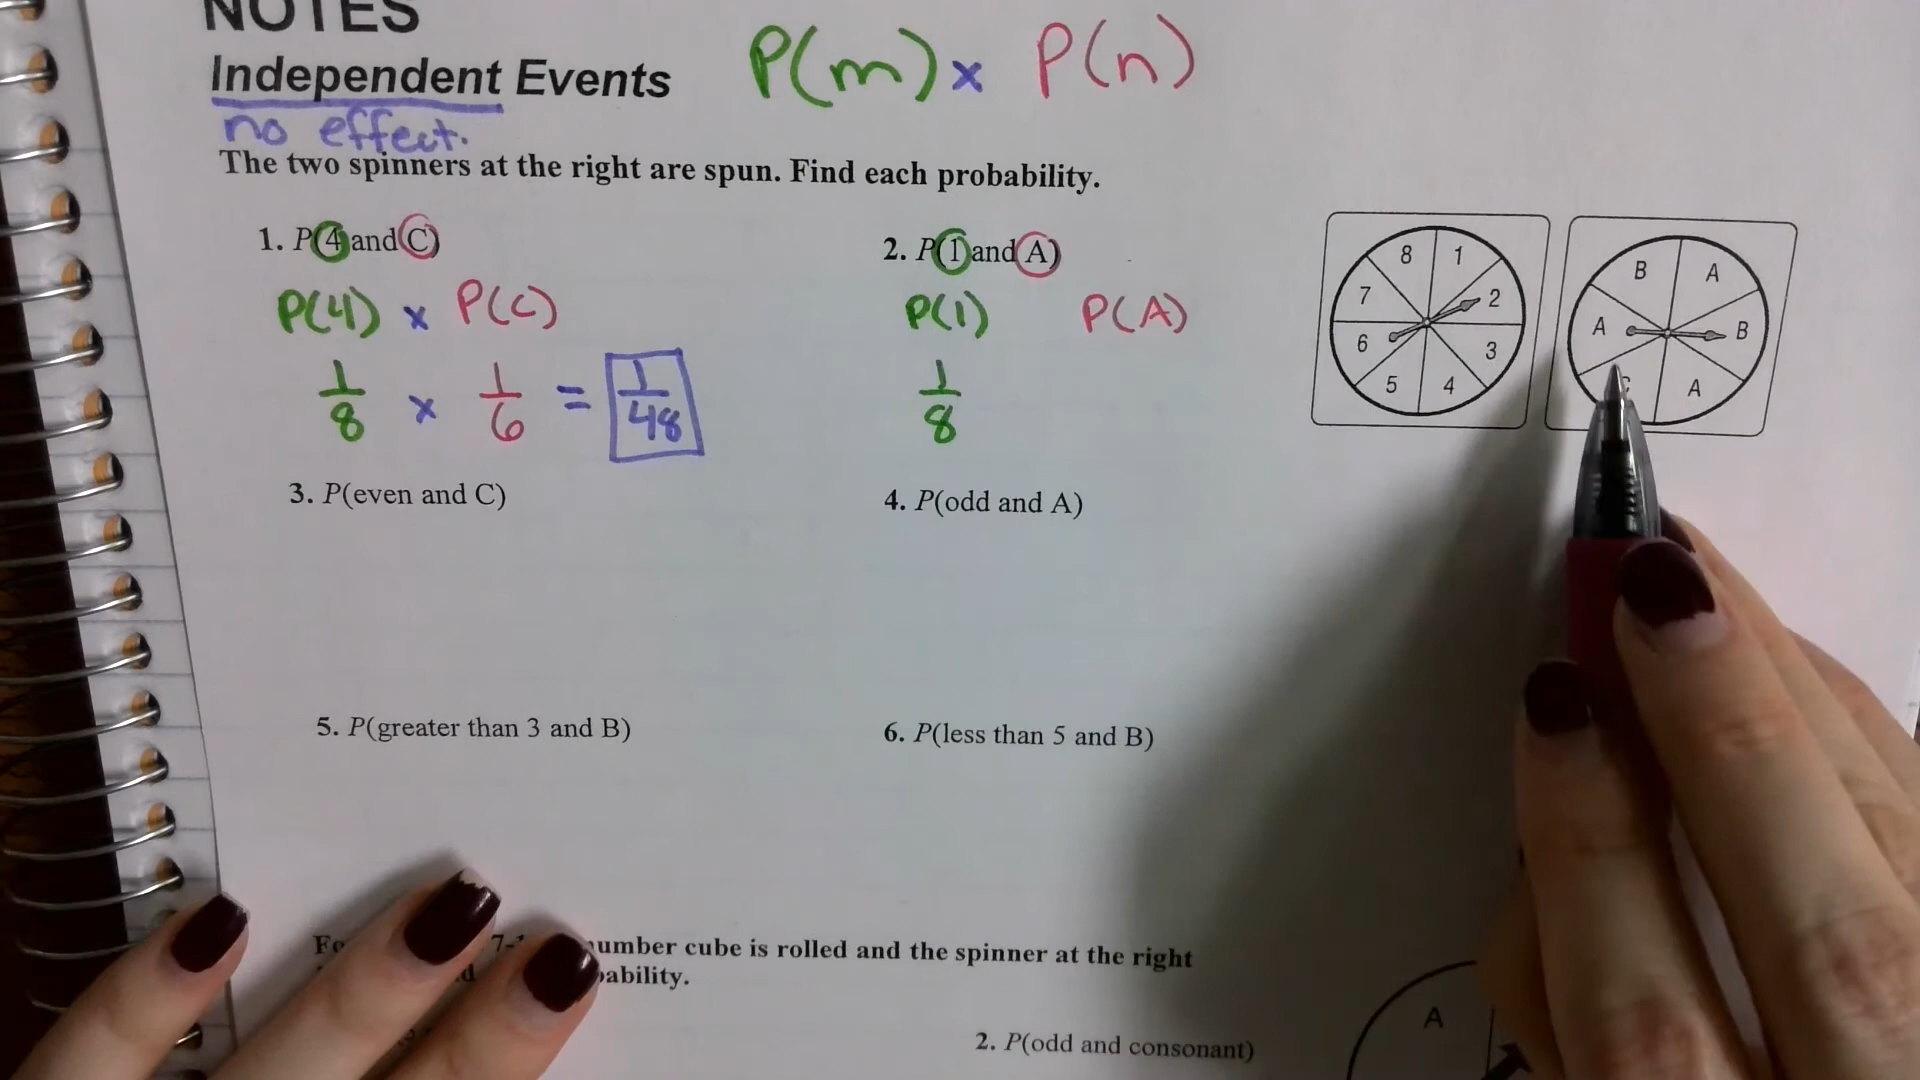 NOTES
Independent Events P(m) x P(n)
no effect.
The two spinners at the right are spun. Find each probability.
1. P(4 and C)
2. P(1 and A)
P(4) x P(C)
P(1) P(A)
1/8 x 1/6 = 1/48
1/8
8 1 2 3 4 5 6 7
B A B A C A
3. P(even and C)
4. P(odd and A)
5. P(greater than 3 and B)
6. P(less than 5 and B)
number cube is rolled and the spinner at the right
A
2. P(odd and consonant)